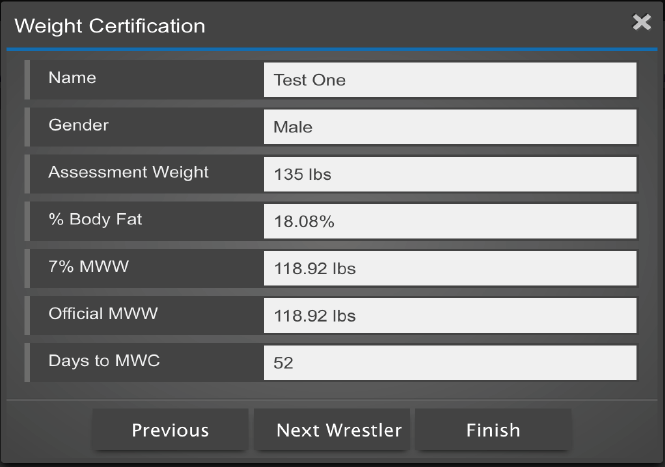 Weight Certification
Name Test One
Gender Male
Assessment Weight 135 lbs
% Body Fat 18.08%
7% MWW 118.92 lbs
Official MWW 118.92 lbs
Days to MWC 52
Previous Next Wrestler Finish